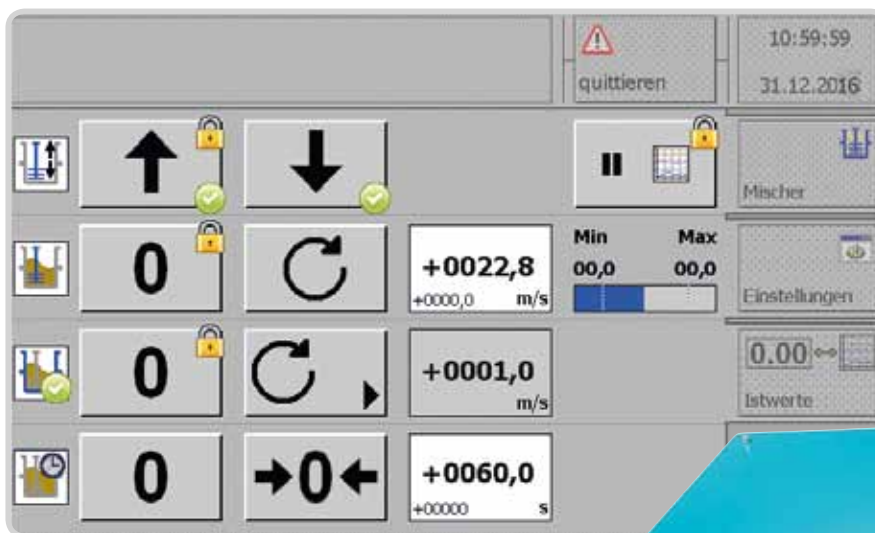 quittieren
10:59:59
31.12.2016
Mischer
0
+0022,8
+0000,0 m/s
Min Max
00,0 00,0
Einstellungen
0
+0001,0
m/s
0.00
Istwerte
0
0
+0060,0
+00000 s